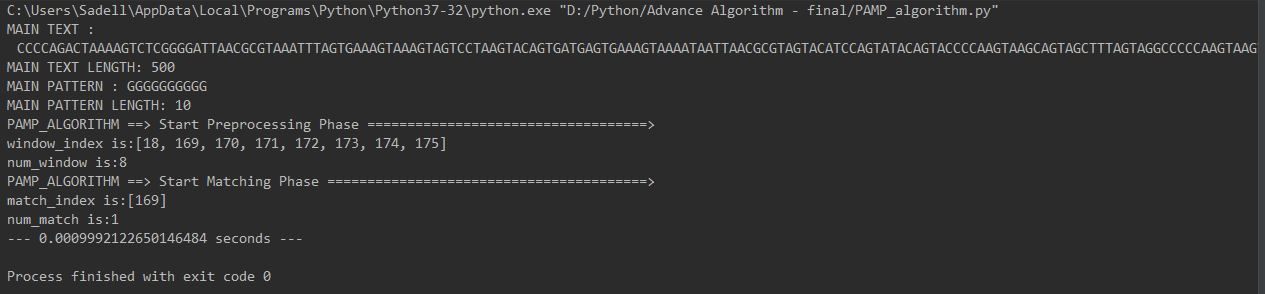 C:\Users\Sadell\AppData\Local\Programs\Python\Python37-32\python.exe "D:/Python/Advance Algorithm - final/PAMP_algorithm.py"
MAIN TEXT :
CCCCAGACTAAAAGTCTCGGGGATTAACGCGTAAATTTAGTGAAAGTAAAGTAGTCCTAAGTACAGTGATGAGTGAAAGTAAAATAATTAACGCGTAGTACATCCAGTATACAGTACCCCAAGTAAGCAGTAGCTTTAGTAGGCCCCCAAGTAAG
MAIN TEXT LENGTH: 500
MAIN PATTERN : GGGGGGGGGG
MAIN PATTERN LENGTH: 10
PAMP_ALGORITHM ==> Start Preprocessing Phase ===================================>
window_index is:[18, 169, 170, 171, 172, 173, 174, 175]
num_window is:8
PAMP_ALGORITHM ==> Start Matching Phase ========================================>
match_index is:[169]
num_match is:1
--- 0.0009992122650146484 seconds ---
Process finished with exit code 0